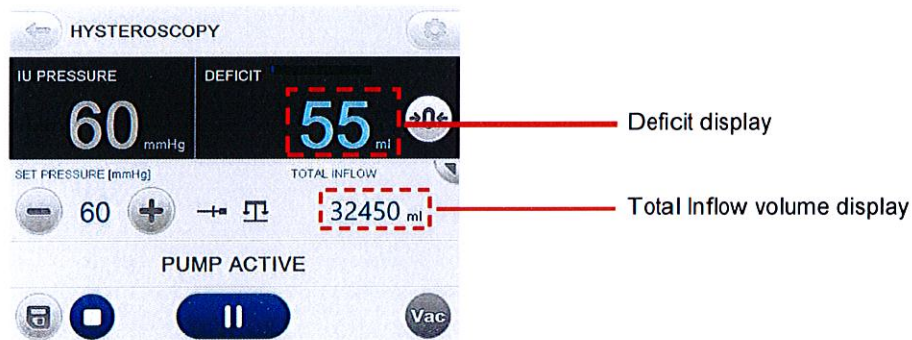 HYSTEROSCOPY
IU PRESSURE
DEFICIT
60 mmHg
55 ml
→0←
Deficit display
SET PRESSURE [mmHg]
TOTAL INFLOW
60
32450 ml
Total Inflow volume display
PUMP ACTIVE
Vac